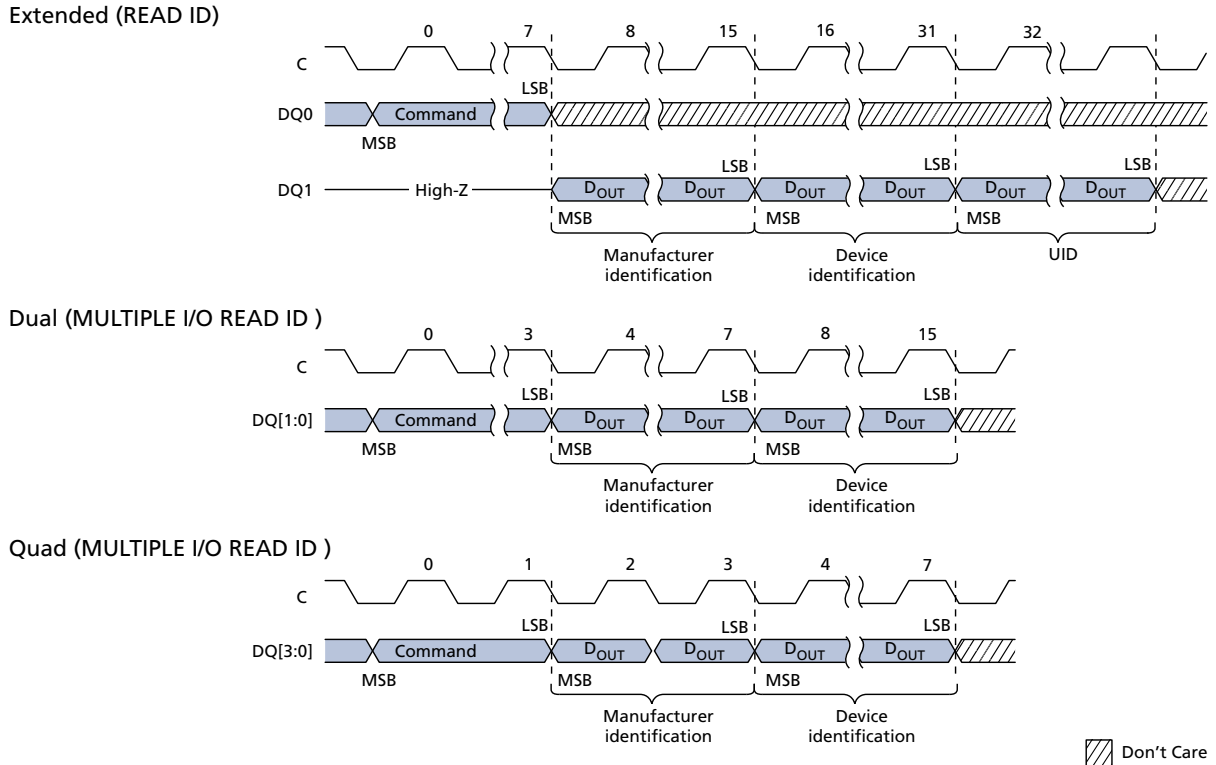 Extended (READ ID)
0 7 8 15 16 31 32
C
LSB
DQ0 Command
MSB
LSB LSB LSB
DQ1 High-Z DOUT DOUT DOUT DOUT DOUT DOUT
MSB MSB MSB
Manufacturer Device UID
identification identification
Dual (MULTIPLE I/O READ ID )
0 3 4 7 8 15
C
LSB LSB LSB
DQ[1:0] Command DOUT DOUT DOUT DOUT
MSB MSB MSB
Manufacturer Device
identification identification
Quad (MULTIPLE I/O READ ID )
0 1 2 3 4 7
C
LSB LSB LSB
DQ[3:0] Command DOUT DOUT DOUT DOUT
MSB MSB MSB
Manufacturer Device
identification identification
Don't Care